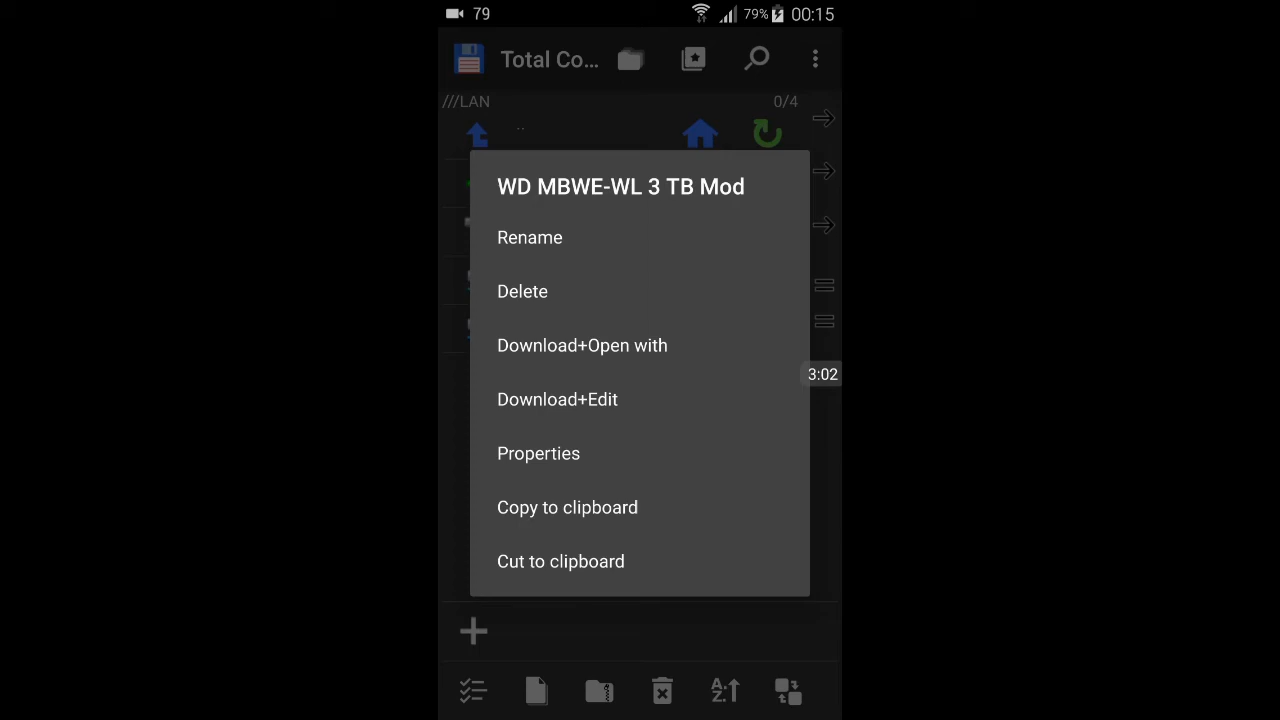 79 79% 00:15
Total Co...
///LAN 0/4
..
WD MBWE-WL 3 TB Mod
Rename
Delete
Download+Open with
3:02
Download+Edit
Properties
Copy to clipboard
Cut to clipboard
A.
Z.